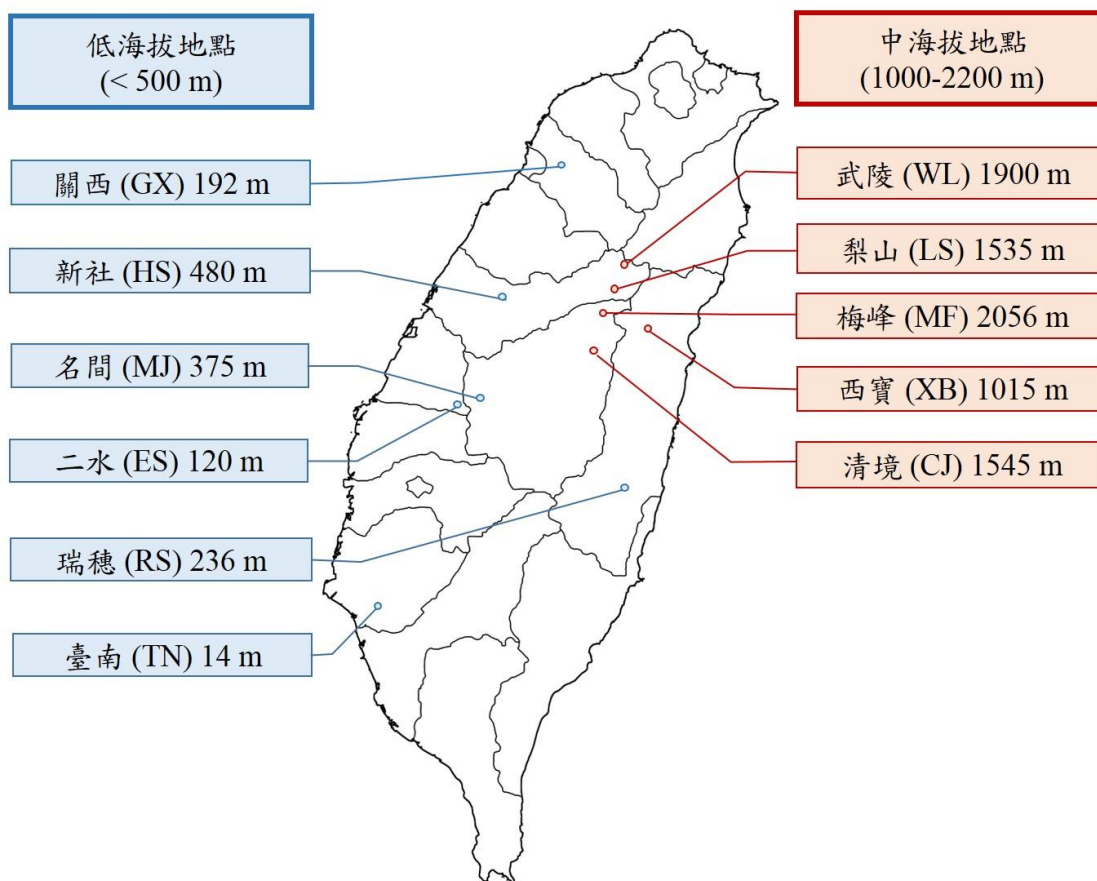 低海拔地點
(< 500 m)
關西 (GX) 192 m
新社 (HS) 480 m
名間 (MJ) 375 m
二水 (ES) 120 m
瑞穗 (RS) 236 m
臺南 (TN) 14 m
中海拔地點
(1000-2200 m)
武陵 (WL) 1900 m
梨山 (LS) 1535 m
梅峰 (MF) 2056 m
西寶 (XB) 1015 m
清境 (CJ) 1545 m